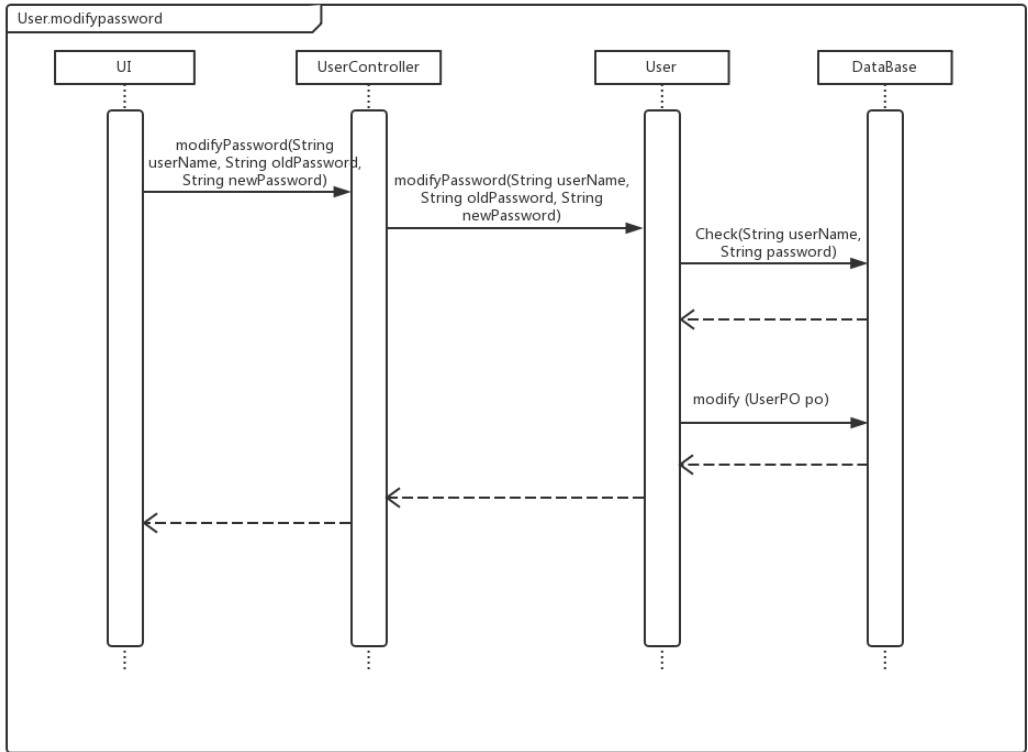 User.modifypassword
UI
UserController
User
DataBase
modifyPassword(String
userName, String oldPassword,
String newPassword)
modifyPassword(String userName,
String oldPassword, String
newPassword)
Check(String userName,
String password)
modify (UserPO po)